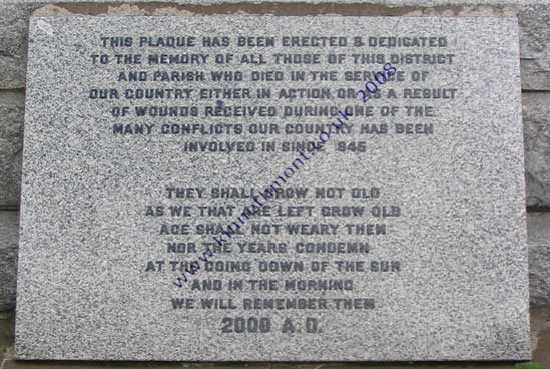 THIS PLAQUE HAS BEEN ERECTED & DEDICATED
TO THE MEMORY OF ALL THOSE OF THIS DISTRICT
AND PARISH WHO DIED IN THE SERVICE OF
OUR COUNTRY EITHER IN ACTION OR AS A RESULT
OF WOUNDS RECEIVED DURING ONE OF THE
MANY CONFLICTS OUR COUNTRY HAS BEEN
INVOLVED IN SINCE 1945
THEY SHALL GROW NOT OLD
AS WE THAT ARE LEFT GROW OLD
AGE SHALL NOT WEARY THEM
NOR THE YEARS CONDEMN
AT THE GOING DOWN OF THE SUN
AND IN THE MORNING
WE WILL REMEMBER THEM
2000 A.D.
2008